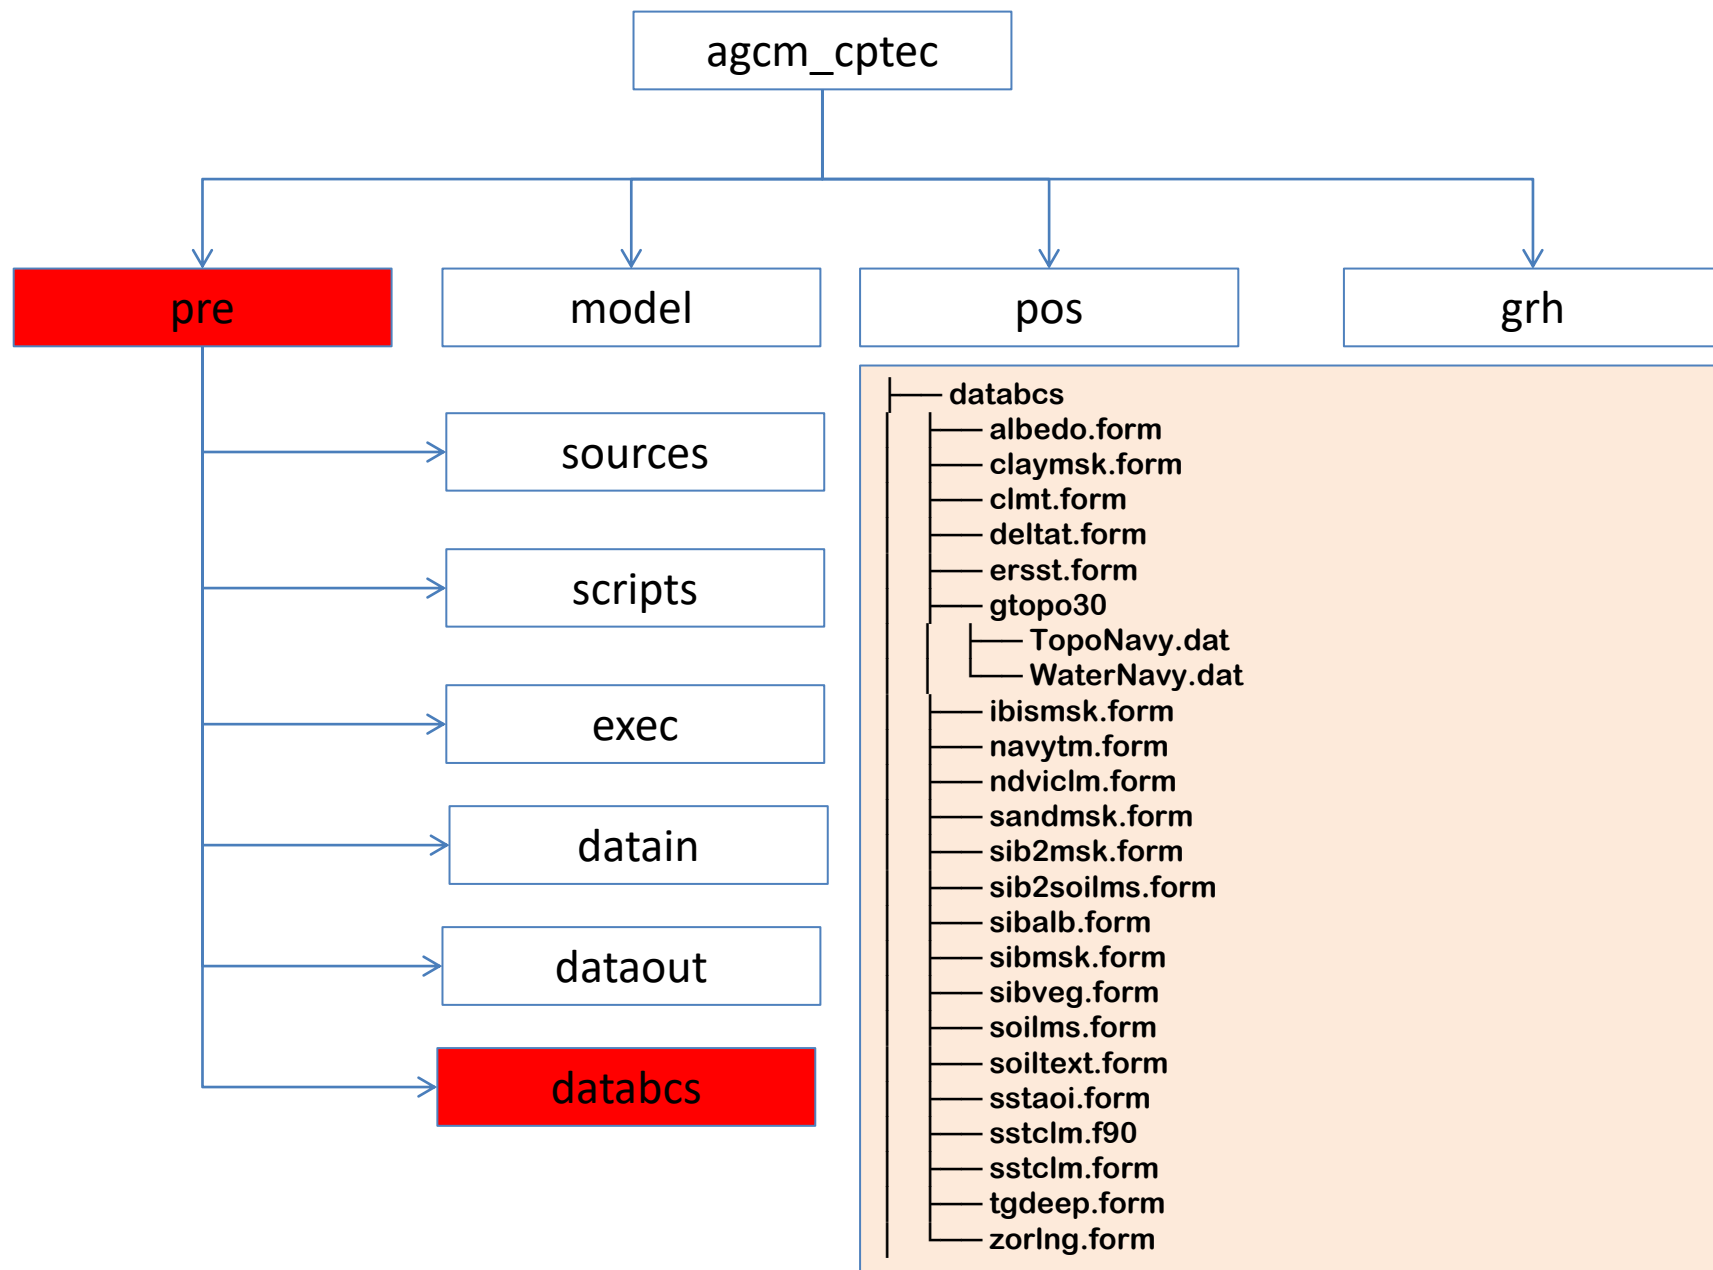 agcm_cptec
pre
model
pos
grh
sources
scripts
exec
datain
dataout
databcs
databcs
albedo.form
claymsk.form
clmt.form
deltat.form
ersst.form
gtopo30
TopoNavy.dat
WaterNavy.dat
ibismsk.form
navytm.form
ndviclm.form
sandmsk.form
sib2msk.form
sib2soilms.form
sibalb.form
sibmsk.form
sibveg.form
soilms.form
soiltext.form
sstaoi.form
sstclm.f90
sstclm.form
tgdeep.form
zorlng.form